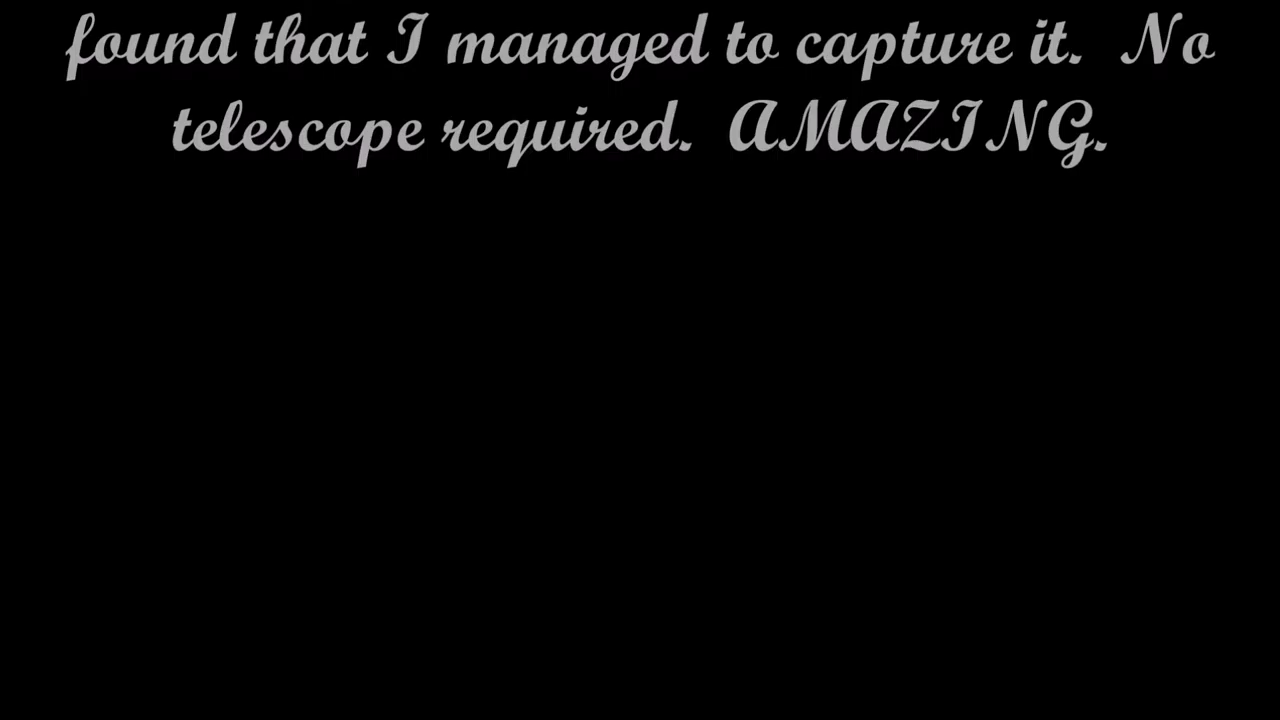 found that I managed to capture it.  No
telescope required.  AMAZING.